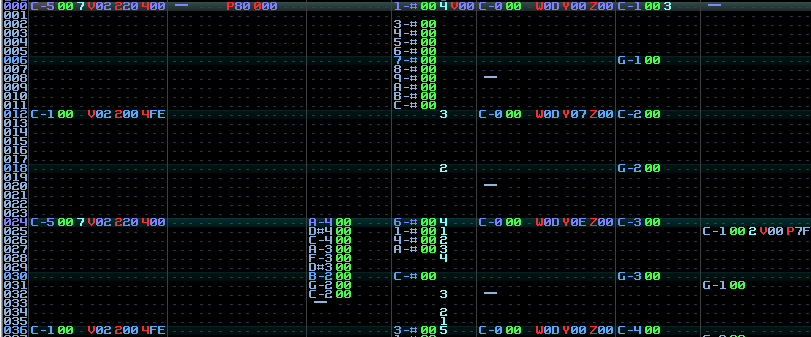 000 C-5 00 7 V02 220 400 — P80 000 1-# 00 4 V00 C-0 00 W0D Y00 Z00 C-1 00 3 —
001
002 3-# 00
003 4-# 00
004 5-# 00
005 6-# 00
006 7-# 00 G-1 00
007 8-# 00
008 9-# 00 —
009 A-# 00
010 B-# 00
011 C-# 00
012 C-1 00 V02 200 4FE 3 C-0 00 W0D Y07 Z00 C-2 00
013
014
015
016
017
018 2 G-2 00
019
020 —
021
022
023
024 C-5 00 7 V02 220 400 A-4 00 6-# 00 4 C-0 00 W0D Y0E Z00 C-3 00
025 D#4 00 1-# 00 1 C-1 00 2 V00 P7F
026 C-4 00 4-# 00 2
027 A-3 00 A-# 00 3
028 F-3 00 4
029 D#3 00
030 B-2 00 C-# 00 G-3 00
031 G-2 00 G-1 00
032 C-2 00 3 —
033 —
034 2
035 1
036 C-1 00 V02 200 4FE 3-# 00 5 C-0 00 W0D Y00 Z00 C-4 00